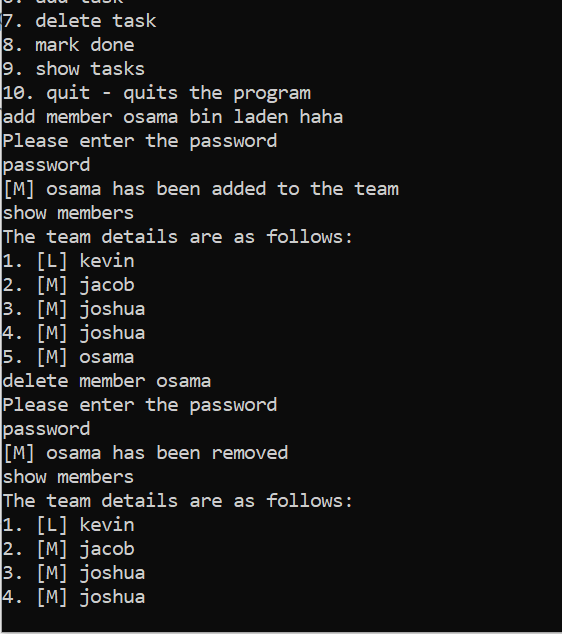 6. add task
7. delete task
8. mark done
9. show tasks
10. quit - quits the program
add member osama bin laden haha
Please enter the password
password
[M] osama has been added to the team
show members
The team details are as follows:
1. [L] kevin
2. [M] jacob
3. [M] joshua
4. [M] joshua
5. [M] osama
delete member osama
Please enter the password
password
[M] osama has been removed
show members
The team details are as follows:
1. [L] kevin
2. [M] jacob
3. [M] joshua
4. [M] joshua